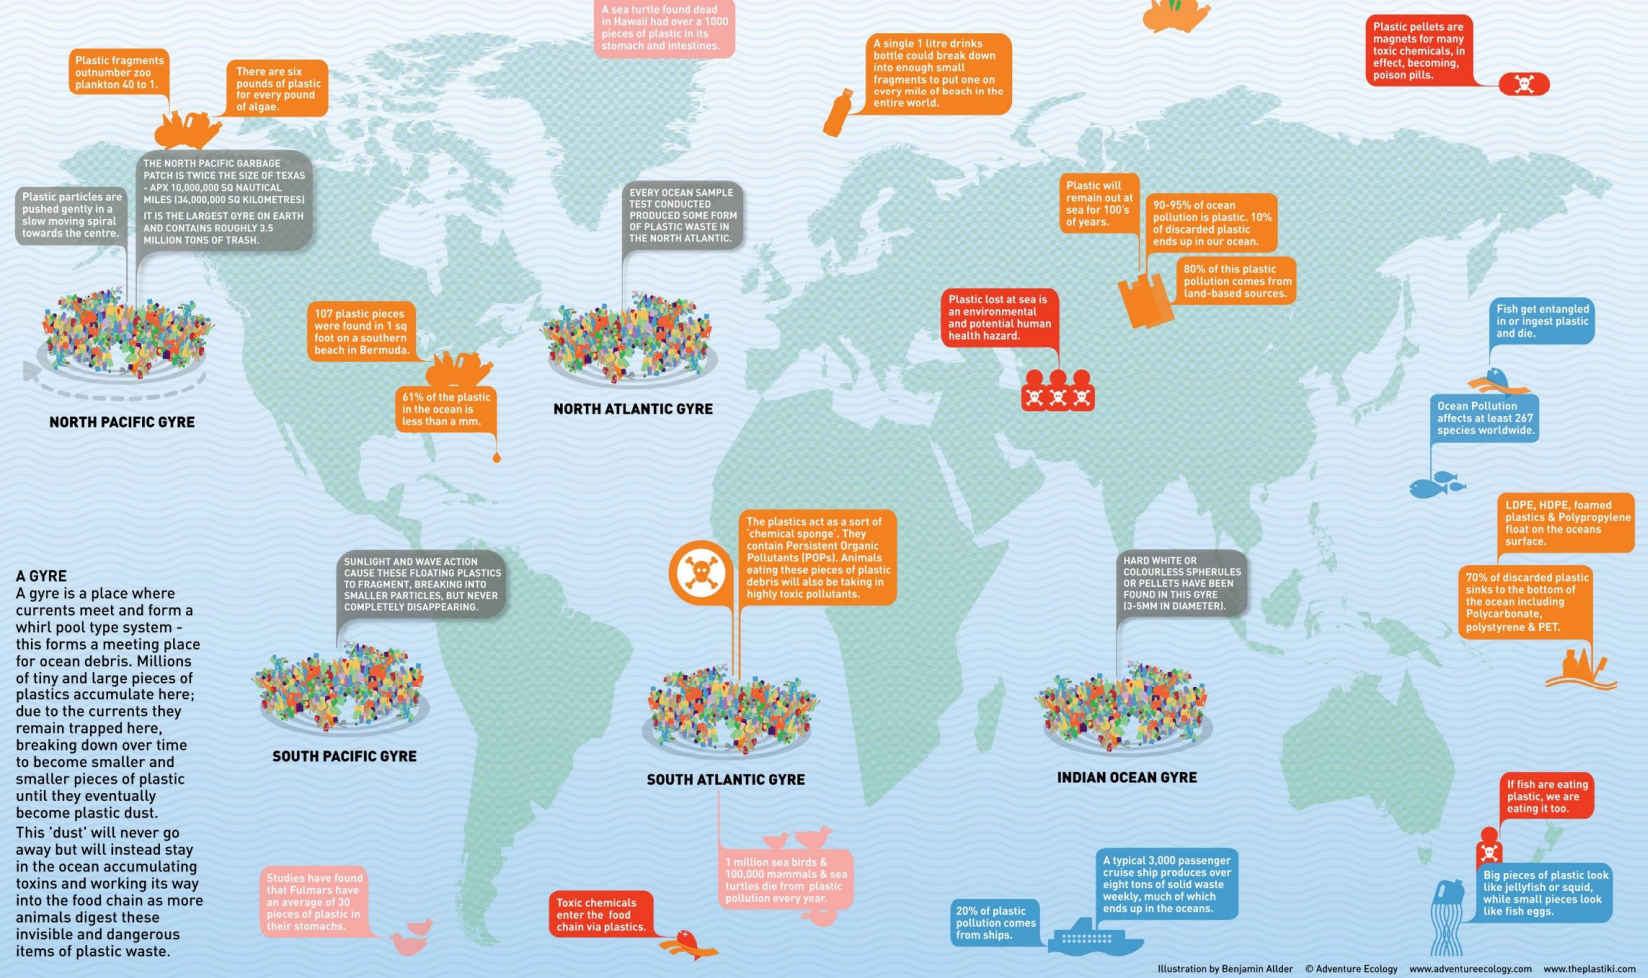 A sea turtle found dead
in Hawaii had over a 1000
pieces of plastic in its
stomach and intestines.
Plastic pellets are
magnets for many
toxic chemicals, in
effect, becoming,
poison pills.
A single 1 litre drinks
bottle could break down
into enough small
fragments to put one on
every mile of beach in the
entire world.
Plastic fragments
outnumber zoo
plankton 40 to 1.
There are six
pounds of plastic
for every pound
of algae.
THE NORTH PACIFIC GARBAGE
PATCH IS TWICE THE SIZE OF TEXAS
- APX 10,000,000 SQ NAUTICAL
MILES (34,000,000 SQ KILOMETRES)
IT IS THE LARGEST GYRE ON EARTH
AND CONTAINS ROUGHLY 3.5
MILLION TONS OF TRASH.
Plastic particles are
pushed gently in a
slow moving spiral
towards the centre.
EVERY OCEAN SAMPLE
TEST CONDUCTED
PRODUCED SOME FORM
OF PLASTIC WASTE IN
THE NORTH ATLANTIC.
Plastic will
remain out at
sea for 100's
of years.
90-95% of ocean
pollution is plastic. 10%
of discarded plastic
ends up in our ocean.
80% of this plastic
pollution comes from
land-based sources.
Plastic lost at sea is
an environmental
and potential human
health hazard.
Fish get entangled
in or ingest plastic
and die.
107 plastic pieces
were found in 1 sq
foot on a southern
beach in Bermuda.
61% of the plastic
in the ocean is
less than a mm.
Ocean Pollution
affects at least 267
species worldwide.
NORTH PACIFIC GYRE
NORTH ATLANTIC GYRE
LDPE, HDPE, foamed
plastics & Polypropylene
float on the oceans
surface.
The plastics act as a sort of
'chemical sponge'. They
contain Persistent Organic
Pollutants (POPs). Animals
eating these pieces of plastic
debris will also be taking in
highly toxic pollutants.
SUNLIGHT AND WAVE ACTION
CAUSE THESE FLOATING PLASTICS
TO FRAGMENT, BREAKING INTO
SMALLER PARTICLES, BUT NEVER
COMPLETELY DISAPPEARING.
HARD WHITE OR
COLOURLESS SPHERULES
OR PELLETS HAVE BEEN
FOUND IN THIS GYRE
(3-5MM IN DIAMETER).
70% of discarded plastic
sinks to the bottom of
the ocean including
Polycarbonate,
polystyrene & PET.
A GYRE
A gyre is a place where
currents meet and form a
whirl pool type system -
this forms a meeting place
for ocean debris. Millions
of tiny and large pieces of
plastics accumulate here;
due to the currents they
remain trapped here,
breaking down over time
to become smaller and
smaller pieces of plastic
until they eventually
become plastic dust.
This 'dust' will never go
away but will instead stay
in the ocean accumulating
toxins and working its way
into the food chain as more
animals digest these
invisible and dangerous
items of plastic waste.
SOUTH PACIFIC GYRE
SOUTH ATLANTIC GYRE
INDIAN OCEAN GYRE
If fish are eating
plastic, we are
eating it too.
Studies have found
that Fulmars have
an average of 30
pieces of plastic in
their stomachs.
Toxic chemicals
enter the food
chain via plastics.
1 million sea birds &
100,000 mammals & sea
turtles die from plastic
pollution every year.
20% of plastic
pollution comes
from ships.
A typical 3,000 passenger
cruise ship produces over
eight tons of solid waste
weekly, much of which
ends up in the oceans.
Big pieces of plastic look
like jellyfish or squid,
while small pieces look
like fish eggs.
Illustration by Benjamin Allder © Adventure Ecology www.adventureecology.com www.theplastiki.com